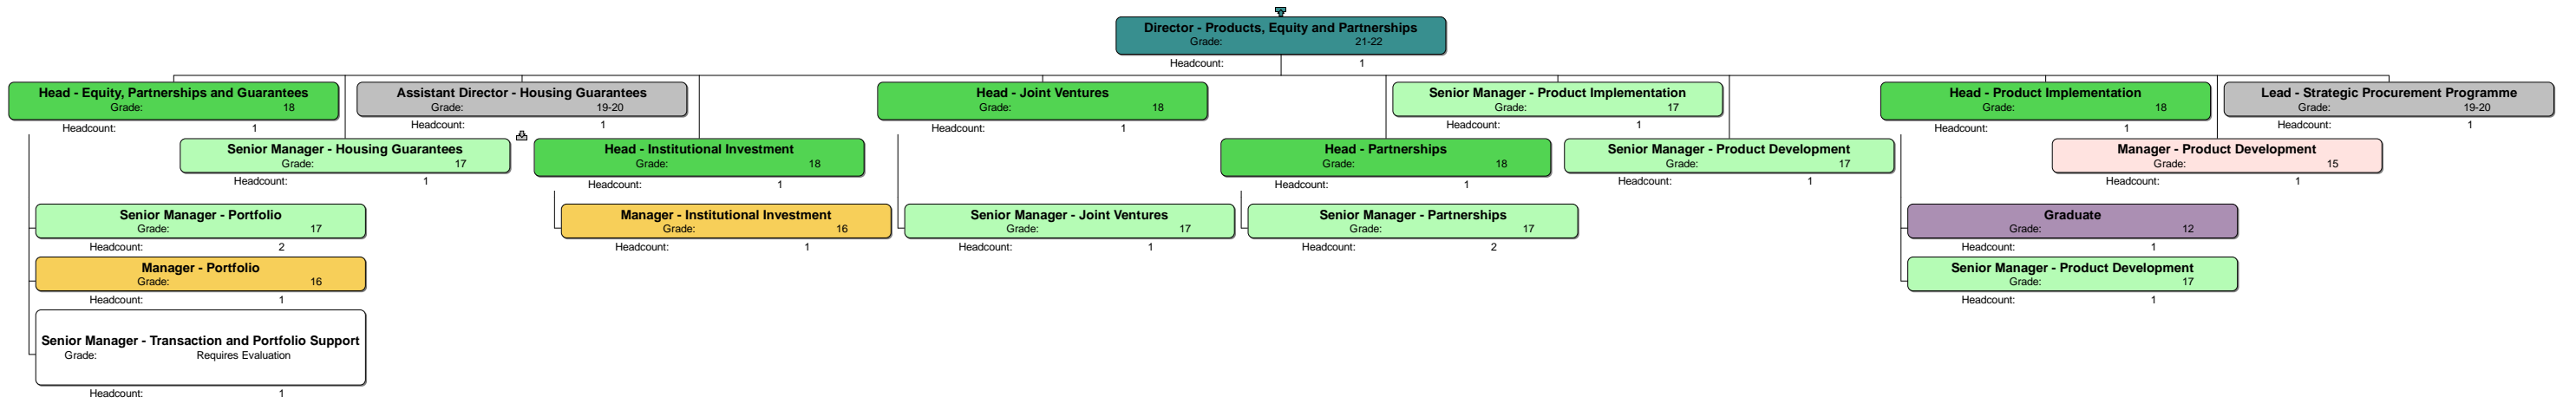 Director - Products, Equity and Partnerships
Grade: 21-22
Headcount: 1
Head - Equity, Partnerships and Guarantees
Grade: 18
Headcount: 1
Assistant Director - Housing Guarantees
Grade: 19-20
Headcount: 1
Head - Joint Ventures
Grade: 18
Headcount: 1
Senior Manager - Product Implementation
Grade: 17
Headcount: 1
Head - Product Implementation
Grade: 18
Headcount: 1
Lead - Strategic Procurement Programme
Grade: 19-20
Headcount: 1
Senior Manager - Housing Guarantees
Grade: 17
Headcount: 1
Head - Institutional Investment
Grade: 18
Headcount: 1
Head - Partnerships
Grade: 18
Headcount: 1
Senior Manager - Product Development
Grade: 17
Headcount: 1
Manager - Product Development
Grade: 15
Headcount: 1
Senior Manager - Portfolio
Grade: 17
Headcount: 2
Manager - Institutional Investment
Grade: 16
Headcount: 1
Senior Manager - Joint Ventures
Grade: 17
Headcount: 1
Senior Manager - Partnerships
Grade: 17
Headcount: 2
Graduate
Grade: 12
Headcount: 1
Manager - Portfolio
Grade: 16
Headcount: 1
Senior Manager - Product Development
Grade: 17
Headcount: 1
Senior Manager - Transaction and Portfolio Support
Grade: Requires Evaluation
Headcount: 1